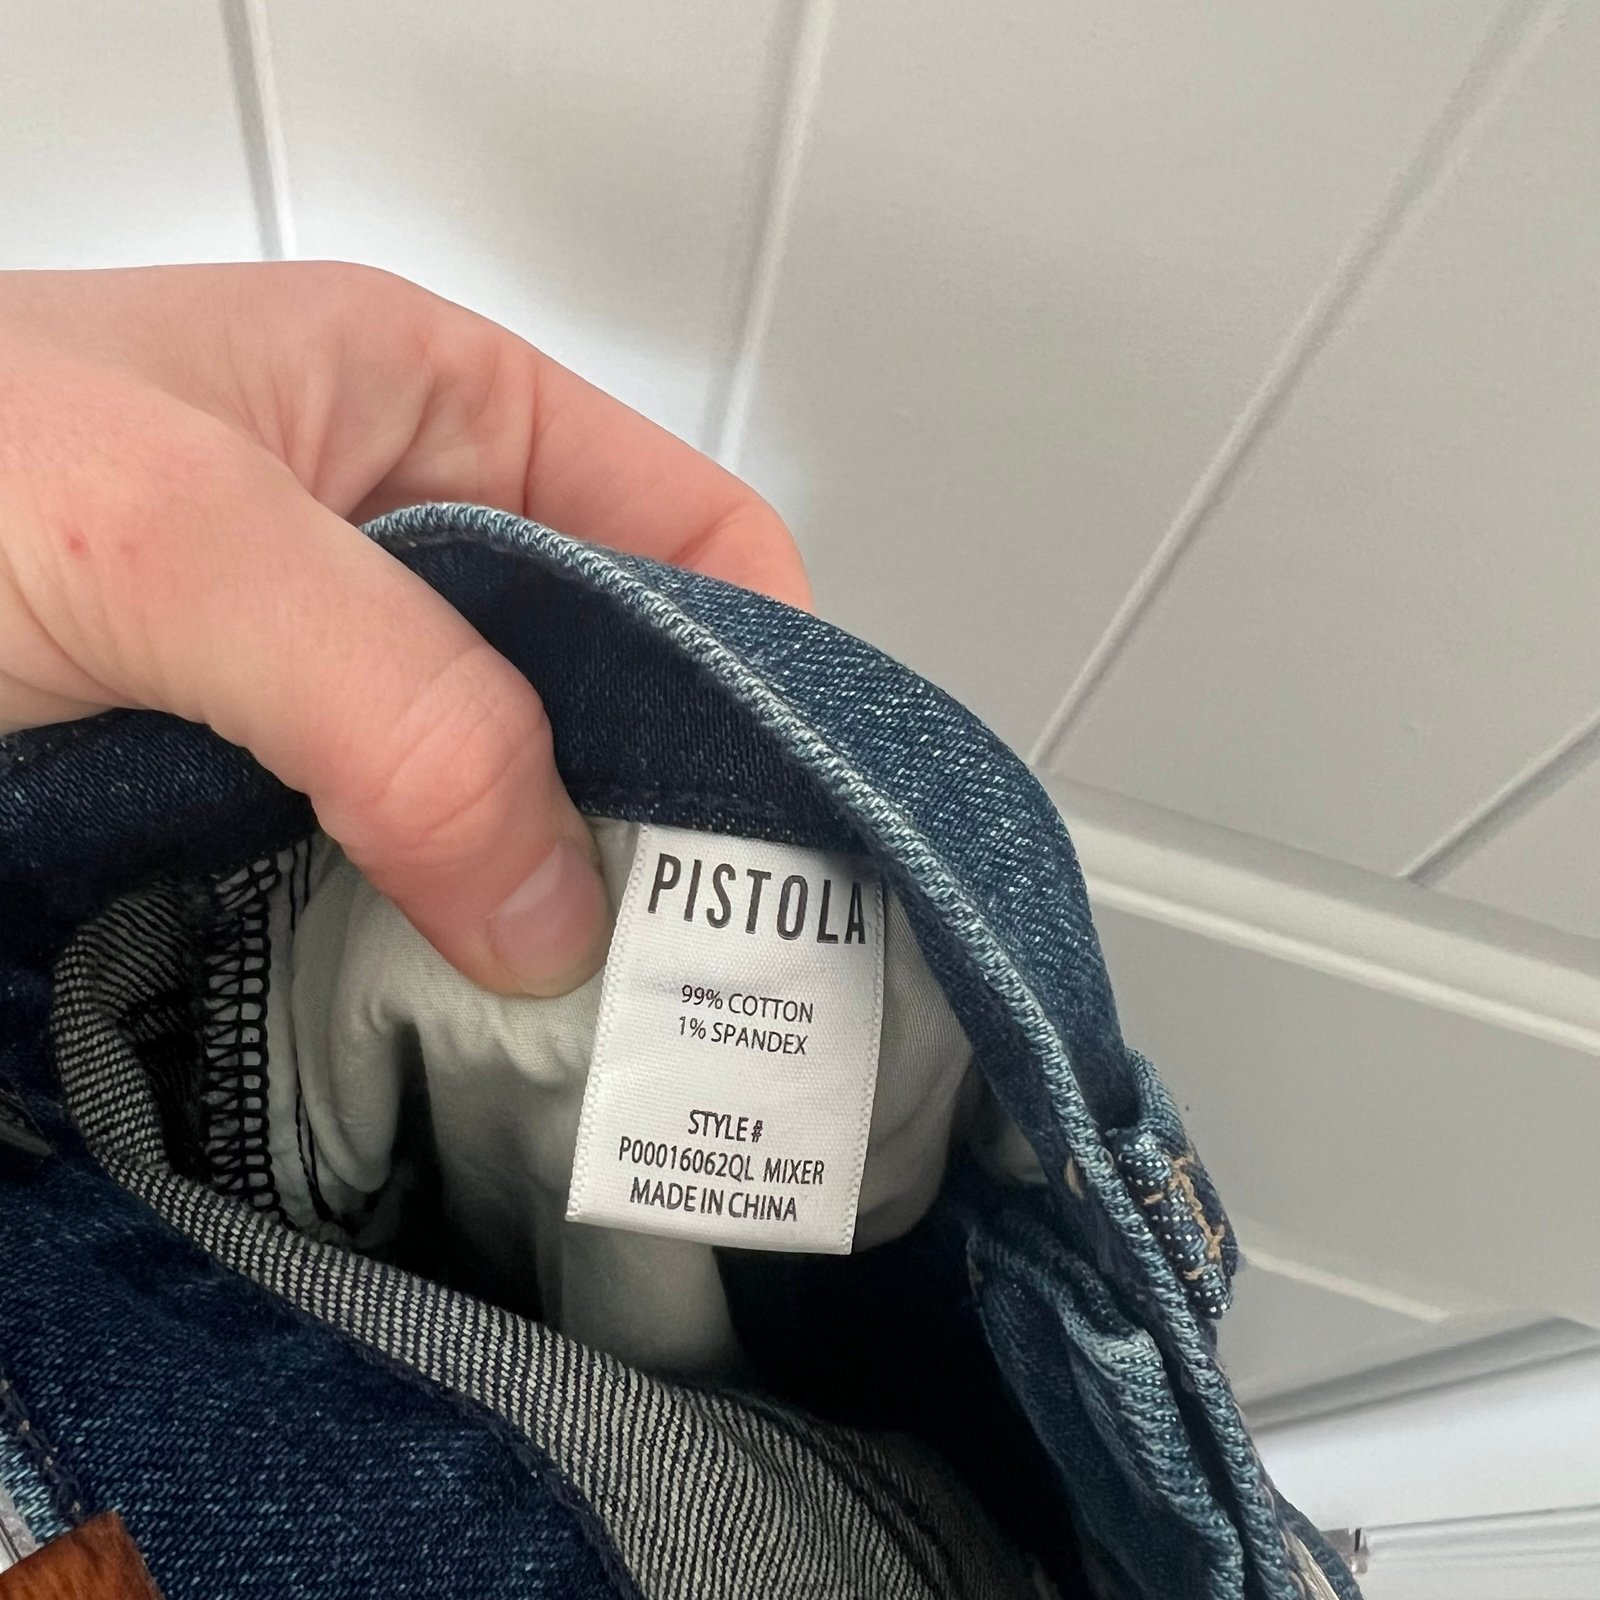 PISTOLA
99% COTTON
1% SPANDEX
STYLE#
P00016062QL MIXER
MADE IN CHINA